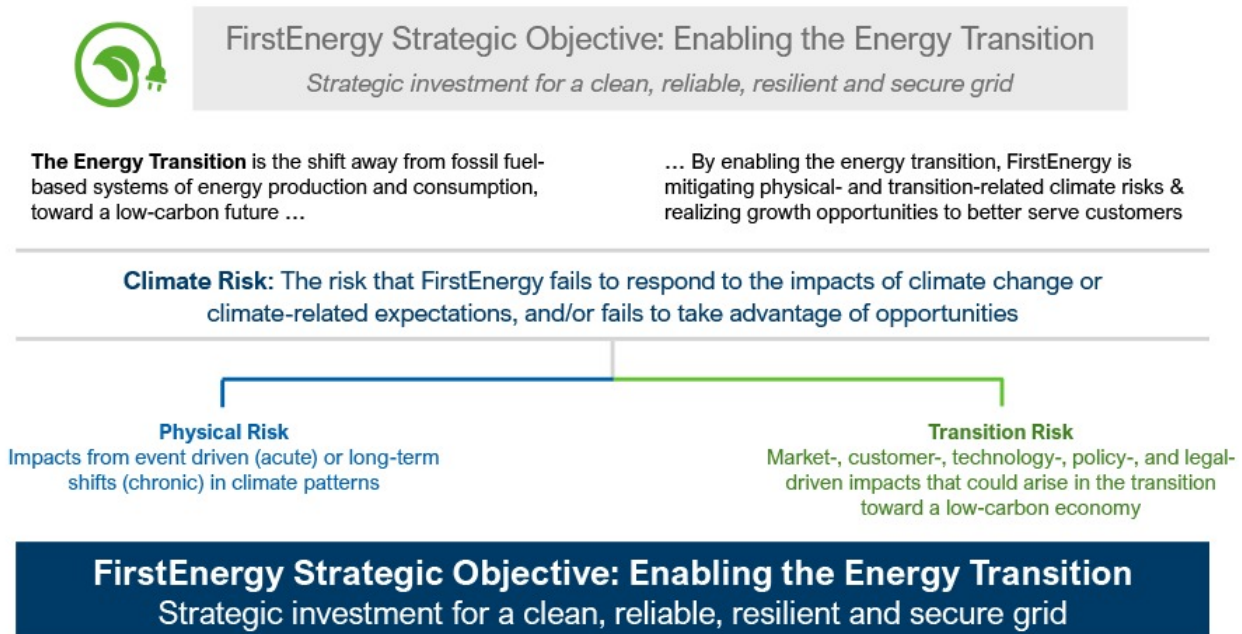 FirstEnergy Strategic Objective: Enabling the Energy Transition
Strategic investment for a clean, reliable, resilient and secure grid
The Energy Transition is the shift away from fossil fuel-
based systems of energy production and consumption,
toward a low-carbon future …
… By enabling the energy transition, FirstEnergy is
mitigating physical- and transition-related climate risks &
realizing growth opportunities to better serve customers
Climate Risk: The risk that FirstEnergy fails to respond to the impacts of climate change or
climate-related expectations, and/or fails to take advantage of opportunities
Physical Risk
Impacts from event driven (acute) or long-term
shifts (chronic) in climate patterns
Transition Risk
Market-, customer-, technology-, policy-, and legal-
driven impacts that could arise in the transition
toward a low-carbon economy
FirstEnergy Strategic Objective: Enabling the Energy Transition
Strategic investment for a clean, reliable, resilient and secure grid